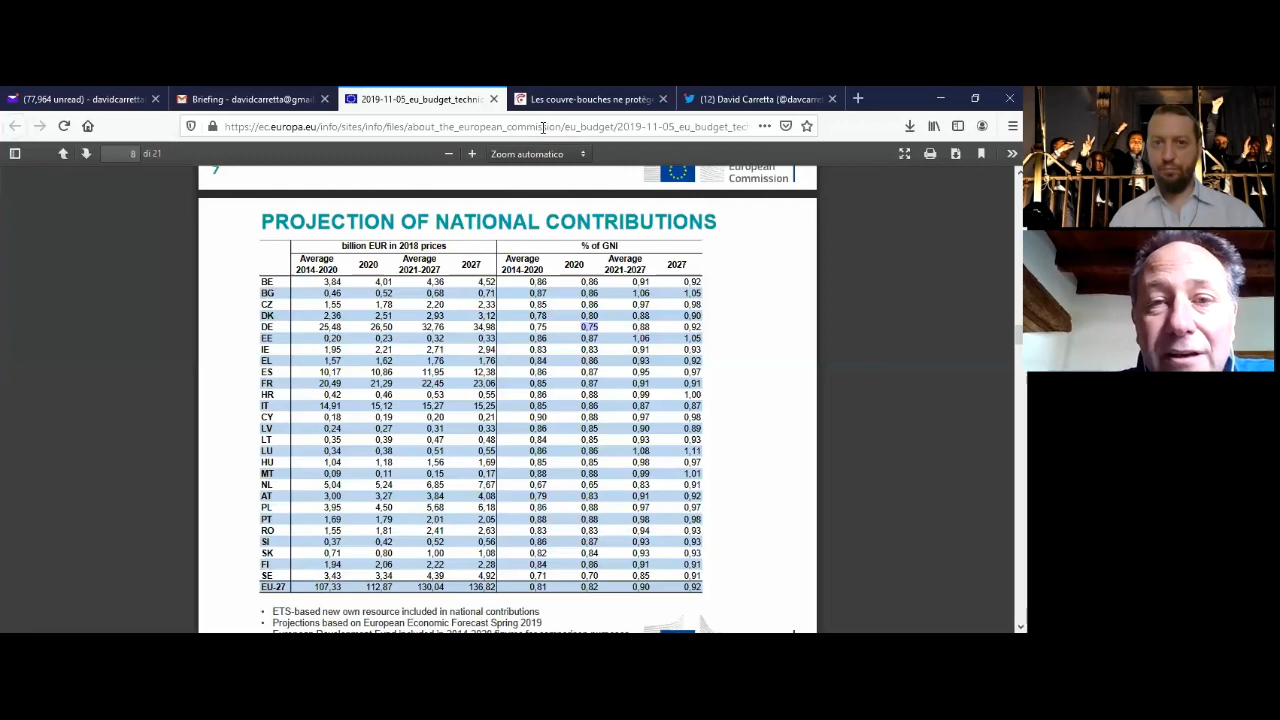 (77,964 unread) - davidcarretta
Briefing - davidcarretta@gmai
2019-11-05_eu_budget_technic
Les couvre-bouches ne protège
(12) David Carretta (@davcarret
https://ec.europa.eu/info/sites/info/files/about_the_european_commission/eu_budget/2019-11-05_eu_budget_tect
8 di 21
Zoom automatico
7
European
Commission
PROJECTION OF NATIONAL CONTRIBUTIONS
billion EUR in 2018 prices % of GNI
Average 2014-2020 2020 Average 2021-2027 2027 Average 2014-2020 2020 Average 2021-2027 2027
BE 3,84 4,01 4,36 4,52 0,86 0,86 0,91 0,92
BG 0,46 0,52 0,68 0,71 0,87 0,86 1,06 1,05
CZ 1,55 1,78 2,20 2,33 0,85 0,86 0,97 0,98
DK 2,36 2,51 2,93 3,12 0,78 0,80 0,88 0,90
DE 25,48 26,50 32,76 34,98 0,75 0,75 0,88 0,92
EE 0,20 0,23 0,32 0,33 0,86 0,87 1,06 1,05
IE 1,95 2,21 2,71 2,94 0,83 0,83 0,91 0,93
EL 1,57 1,62 1,76 1,76 0,84 0,86 0,93 0,92
ES 10,17 10,86 11,95 12,38 0,86 0,87 0,95 0,97
FR 20,49 21,29 22,45 23,06 0,85 0,87 0,91 0,91
HR 0,42 0,46 0,53 0,55 0,86 0,88 0,99 1,00
IT 14,91 15,12 15,27 15,25 0,85 0,86 0,87 0,87
CY 0,18 0,19 0,20 0,21 0,90 0,88 0,97 0,98
LV 0,24 0,27 0,31 0,33 0,86 0,85 0,90 0,89
LT 0,35 0,39 0,47 0,48 0,84 0,85 0,93 0,93
LU 0,34 0,38 0,51 0,55 0,86 0,86 1,08 1,11
HU 1,04 1,18 1,56 1,69 0,85 0,85 0,98 0,97
MT 0,09 0,11 0,15 0,17 0,88 0,88 0,99 1,01
NL 5,04 5,24 6,85 7,67 0,67 0,65 0,83 0,91
AT 3,00 3,27 3,84 4,08 0,79 0,83 0,91 0,92
PL 3,95 4,50 5,68 6,18 0,86 0,88 0,97 0,97
PT 1,69 1,79 2,01 2,05 0,88 0,88 0,98 0,98
RO 1,55 1,81 2,41 2,63 0,83 0,83 0,94 0,93
SI 0,37 0,42 0,52 0,56 0,86 0,87 0,93 0,93
SK 0,71 0,80 1,00 1,08 0,82 0,84 0,93 0,93
FI 1,94 2,06 2,22 2,28 0,84 0,86 0,91 0,91
SE 3,43 3,34 4,39 4,92 0,71 0,70 0,85 0,91
EU-27 107,33 112,87 130,04 136,82 0,81 0,82 0,90 0,92
• ETS-based new own resource included in national contributions
• Projections based on European Economic Forecast Spring 2019
European Development Fund included in 2014-2020 figures for comparison purposes